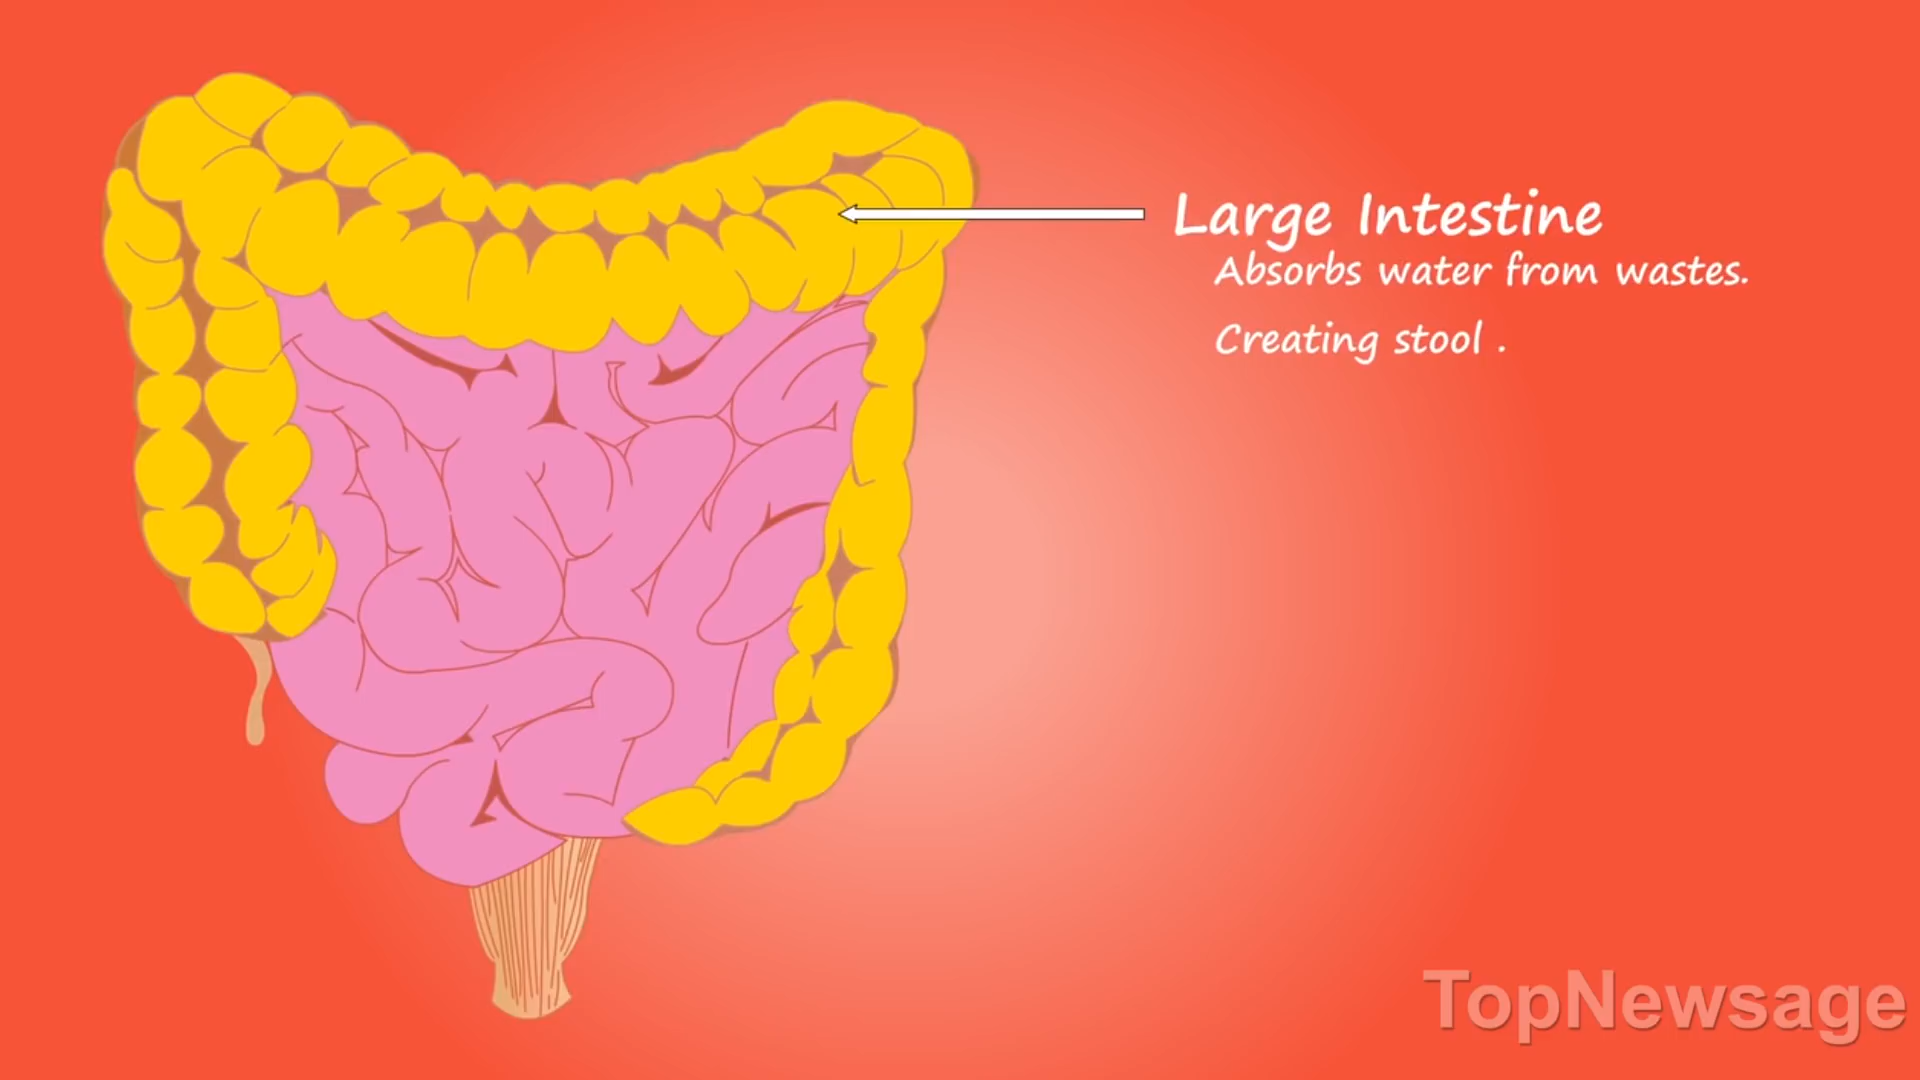 Large Intestine
Absorbs water from wastes.
Creating stool .
TopNewsage